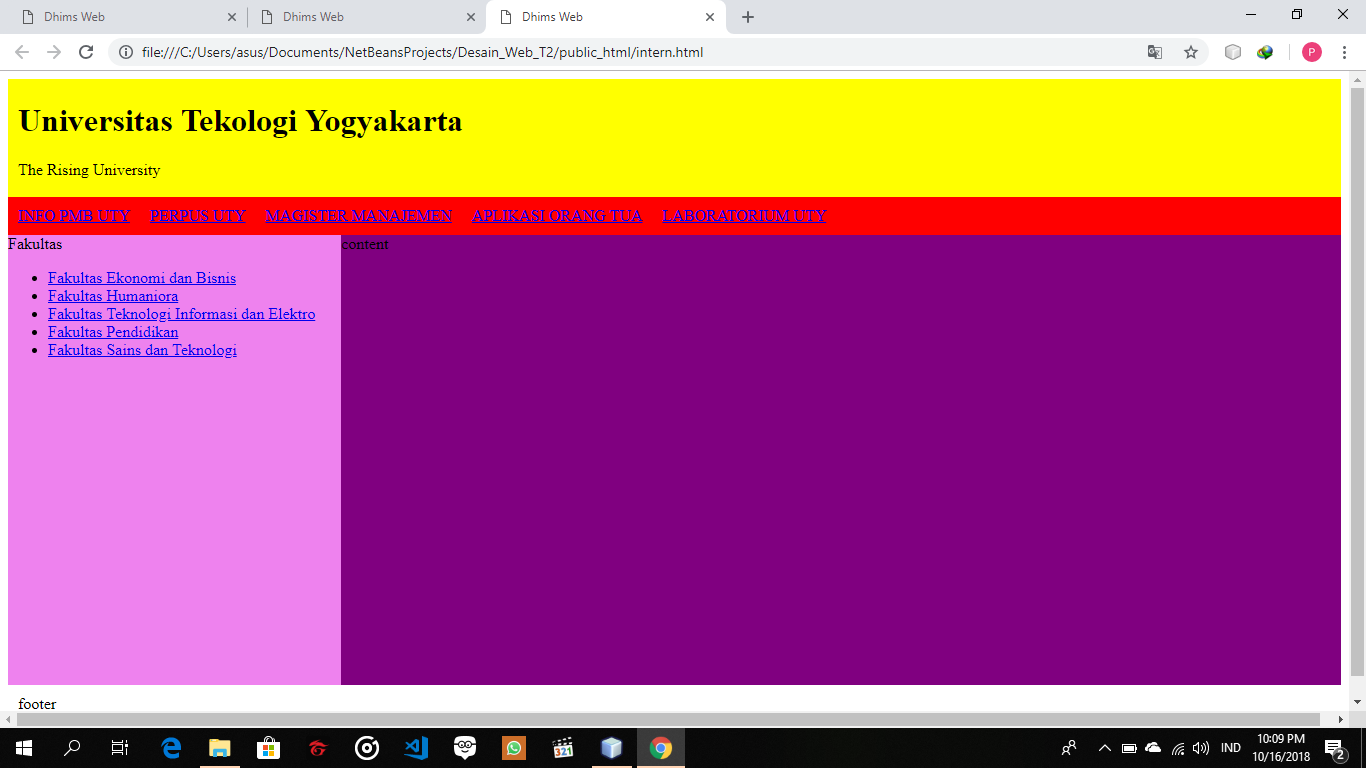 Dhims Web
Dhims Web
Dhims Web
file:///C:/Users/asus/Documents/NetBeansProjects/Desain_Web_T2/public_html/intern.html
P
Universitas Tekologi Yogyakarta
The Rising University
INFO PMB UTY PERPUS UTY MAGISTER MANAJEMEN APLIKASI ORANG TUA LABORATORIUM UTY
Fakultas
Fakultas Ekonomi dan Bisnis
Fakultas Humaniora
Fakultas Teknologi Informasi dan Elektro
Fakultas Pendidikan
Fakultas Sains dan Teknologi
content
footer
321
IND
10:09 PM
10/16/2018
2